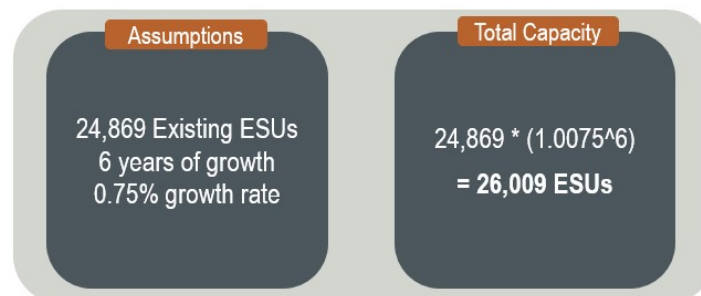 Assumptions
24,869 Existing ESUs
6 years of growth
0.75% growth rate
Total Capacity
24,869 * (1.0075^6)
= 26,009 ESUs